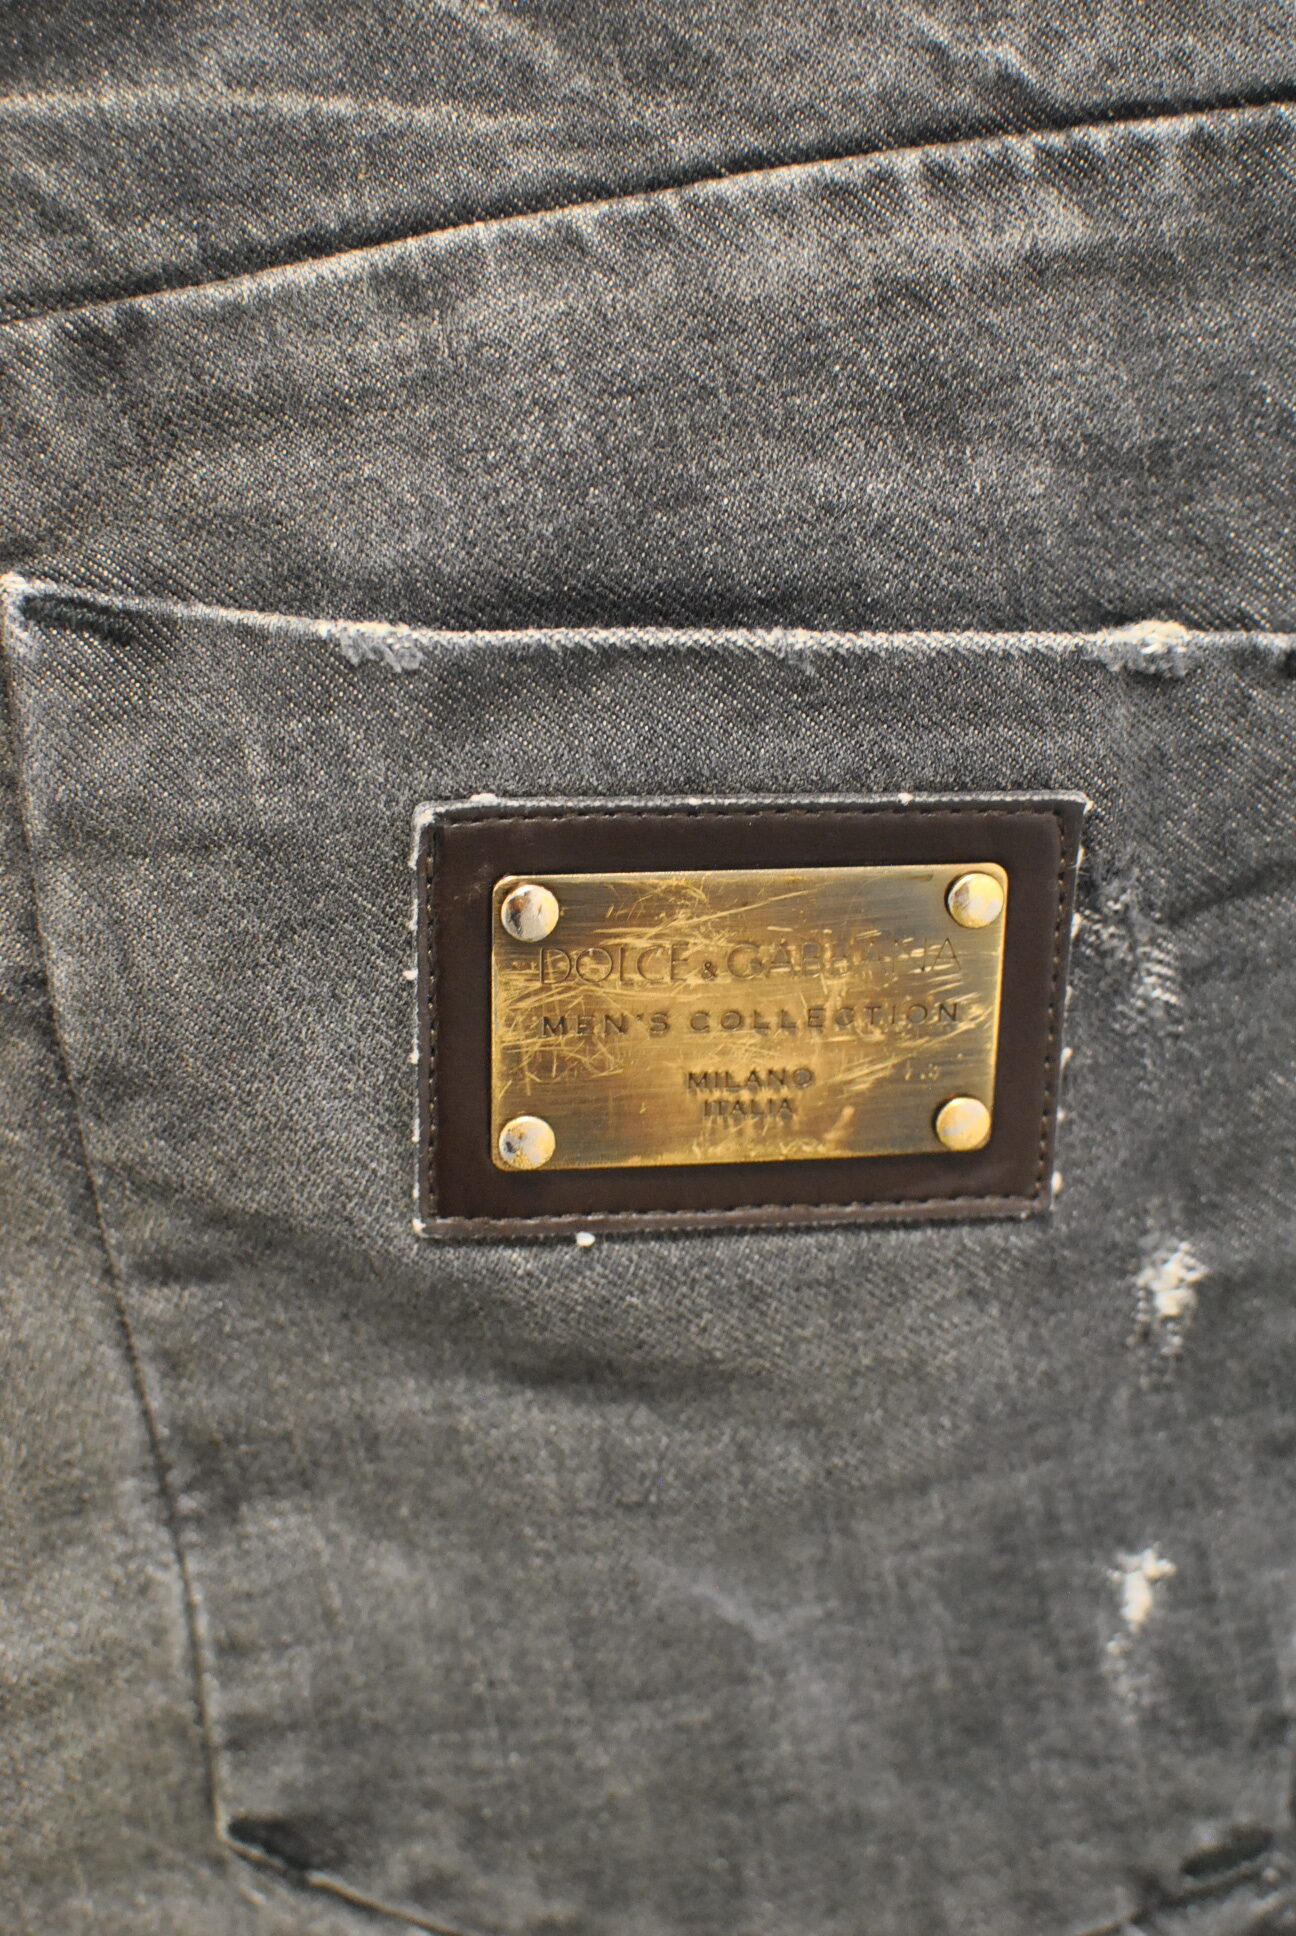 DOLCE & GABBANA
MEN'S COLLECTION
MILANO
ITALIA